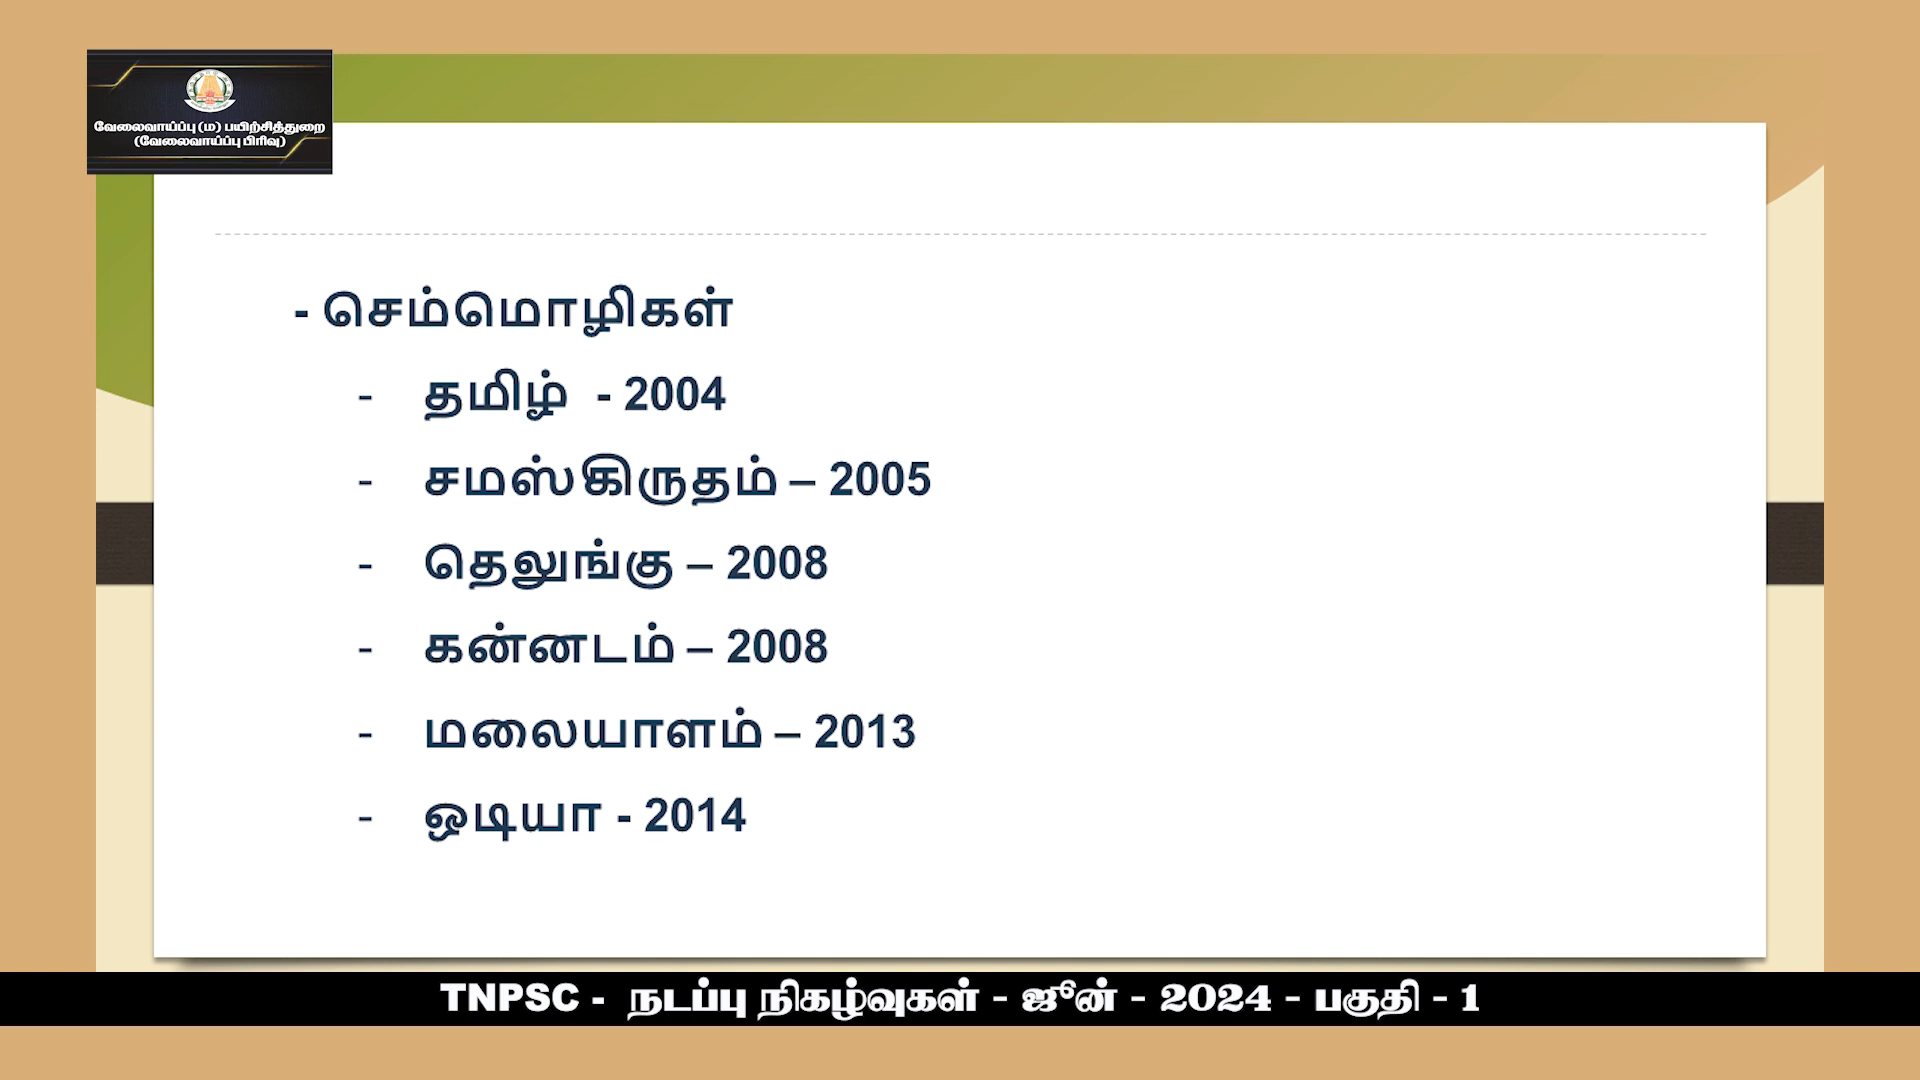 வேலைவாய்ப்பு (ம) பயிற்சித்துறை
(வேலைவாய்ப்பு பிரிவு)
- செம்மொழிகள்
- தமிழ் - 2004
- சமஸ்கிருதம் – 2005
- தெலுங்கு – 2008
- கன்னடம் – 2008
- மலையாளம் – 2013
- ஒடியா - 2014
TNPSC - நடப்பு நிகழ்வுகள் - ஜூன் - 2024 - பகுதி - 1